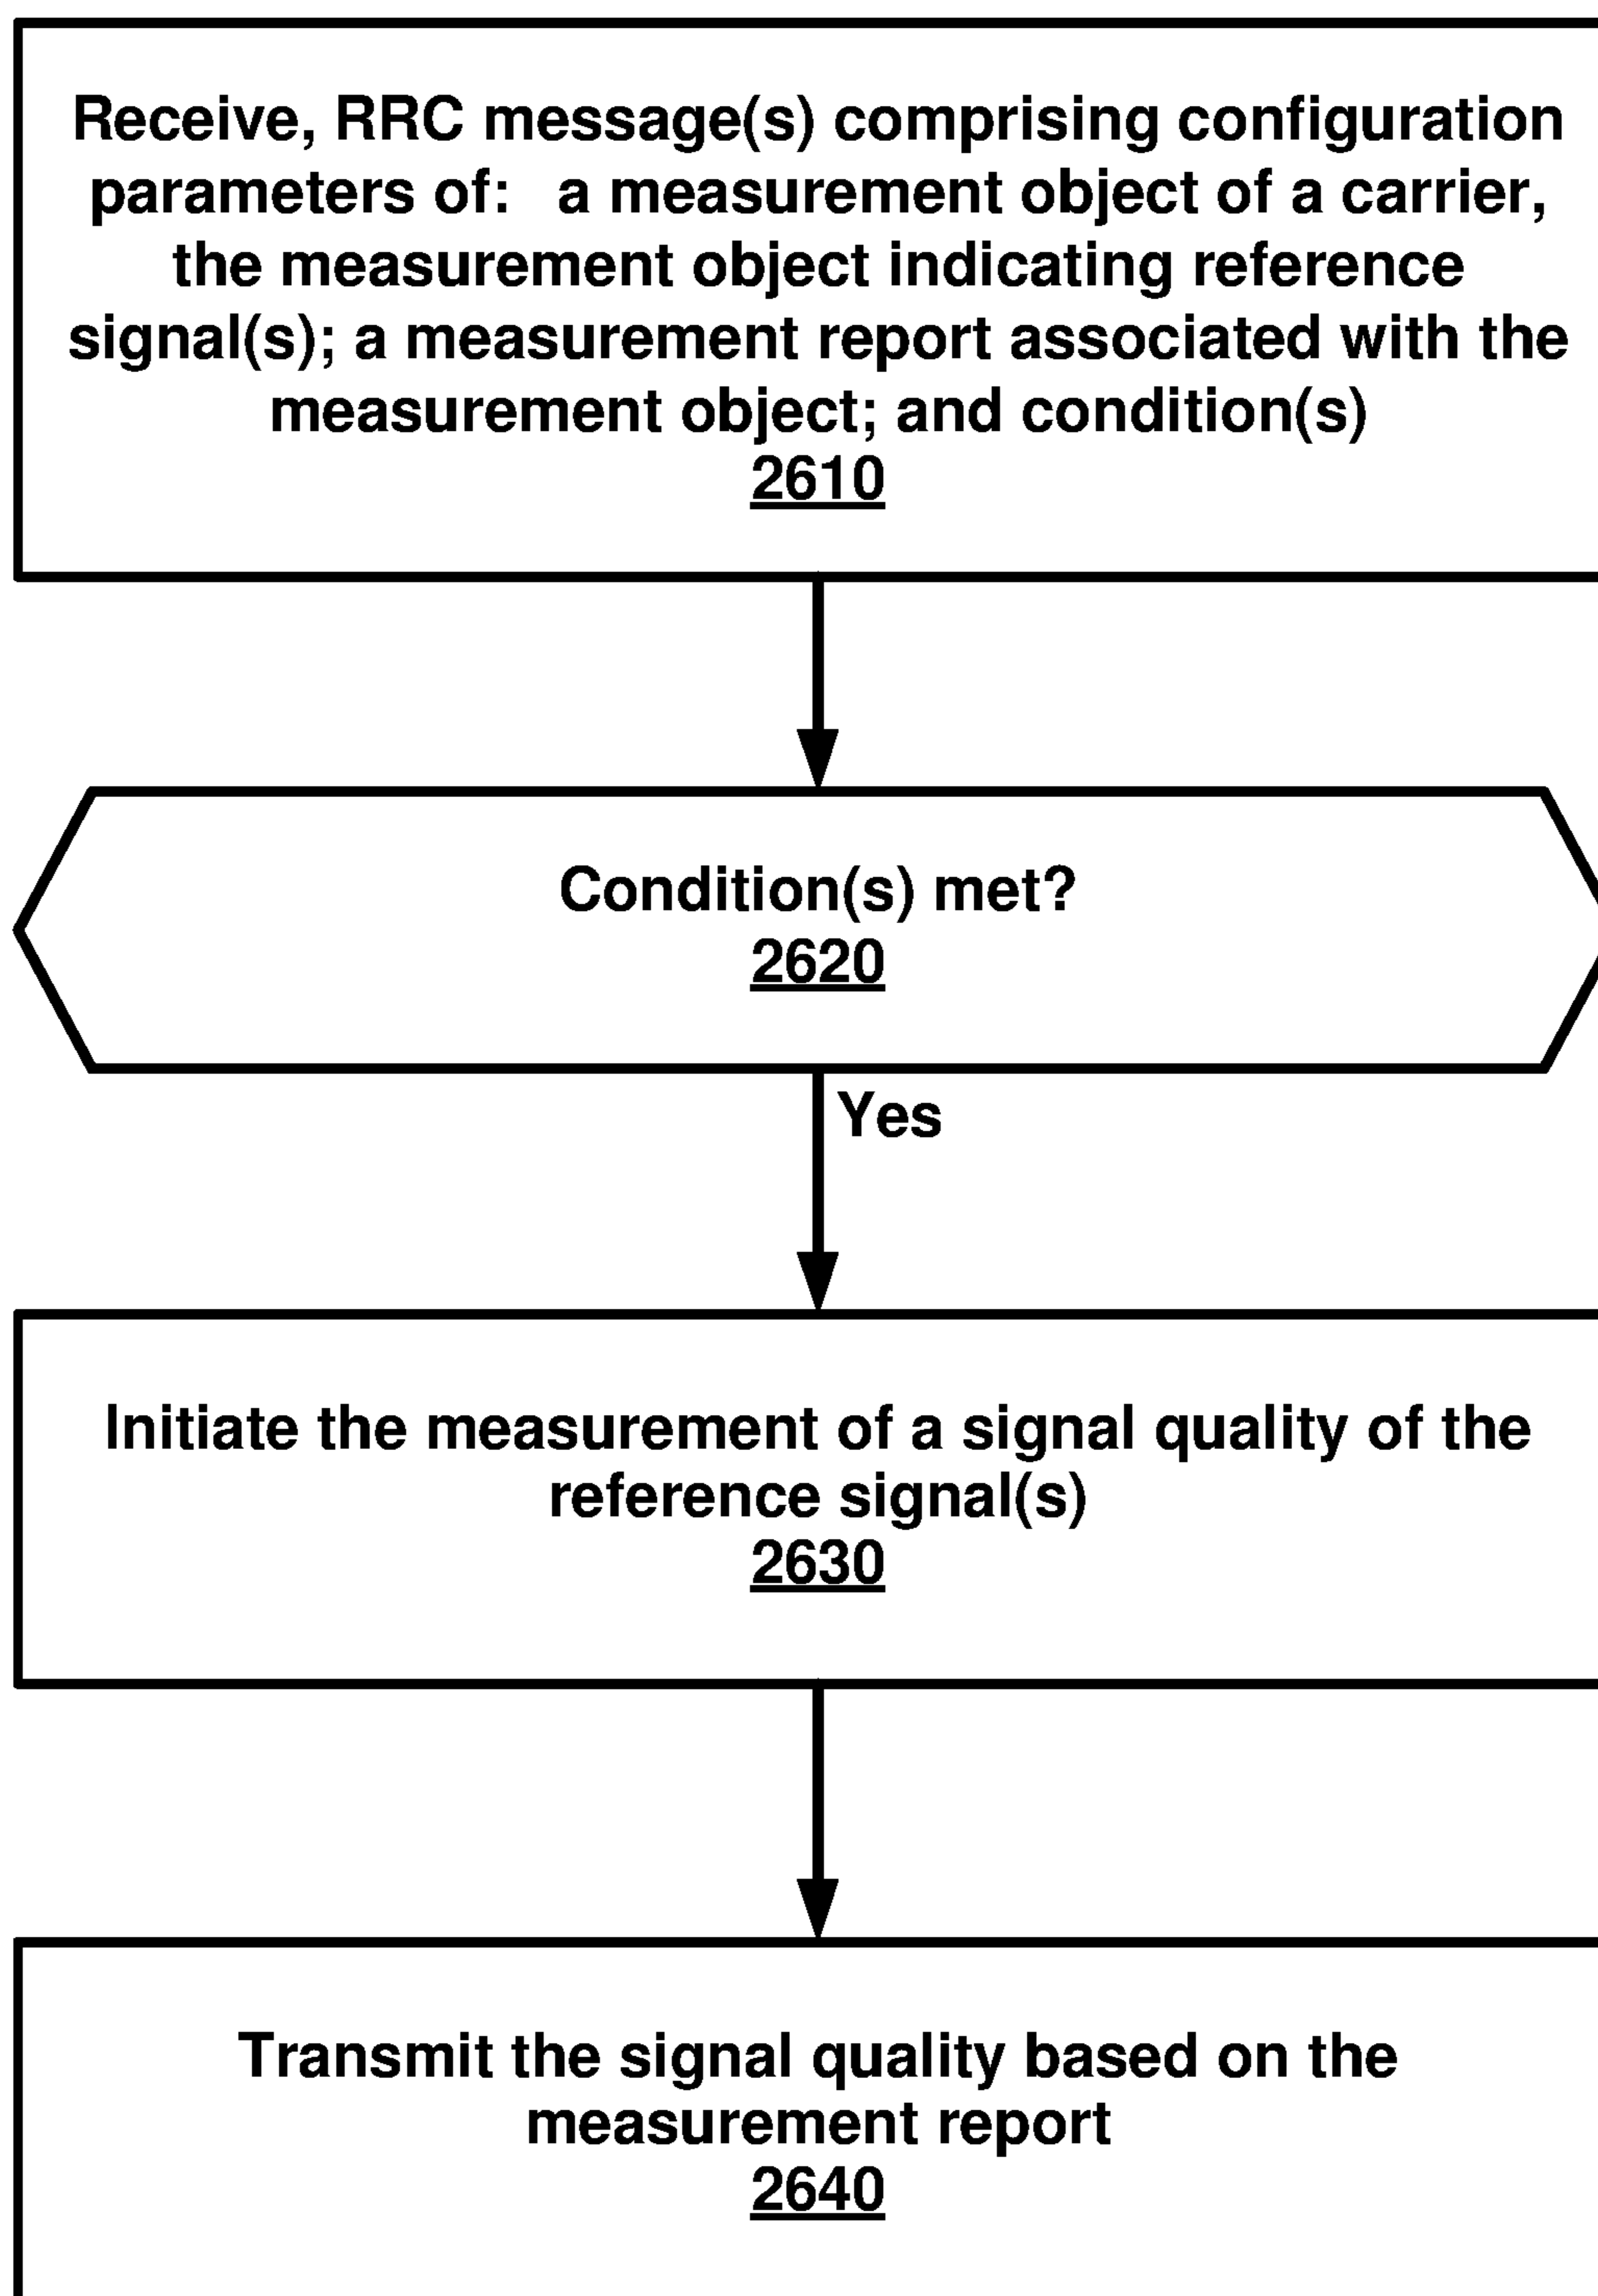 Receive, RRC message(s) comprising configuration
parameters of:   a measurement object of a carrier,
the measurement object indicating reference
signal(s); a measurement report associated with the
measurement object; and condition(s)
2610
Condition(s) met?
2620
Yes
Initiate the measurement of a signal quality of the
reference signal(s)
2630
Transmit the signal quality based on the
measurement report
2640